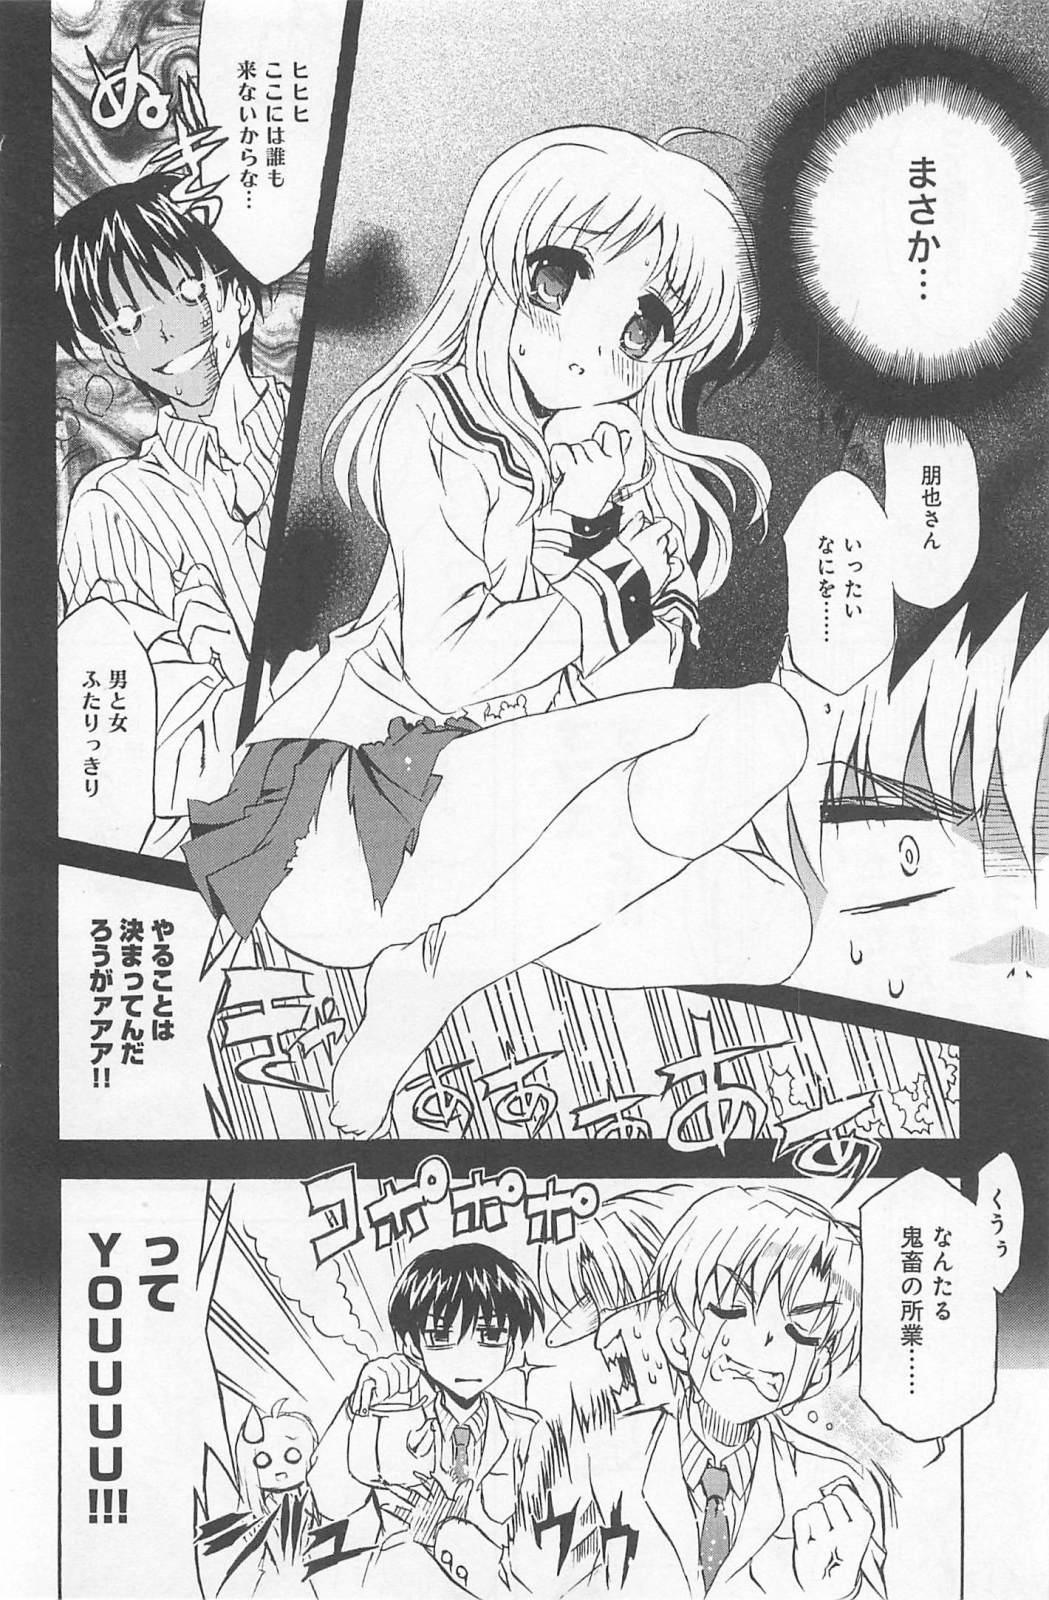 まさか…
朋也さん
いったい
なにを……
ヒヒヒ
ここには誰も
来ないからな…
ぬ
男と女
ふたりっきり
やることは
決まってんだ
ろうがァアア!!
ぎゃ
あ
あ
あ
あ
あ
あ
くうぅ
なんたる
鬼畜の所業……
コポポポ
って
YOUUUU!!!